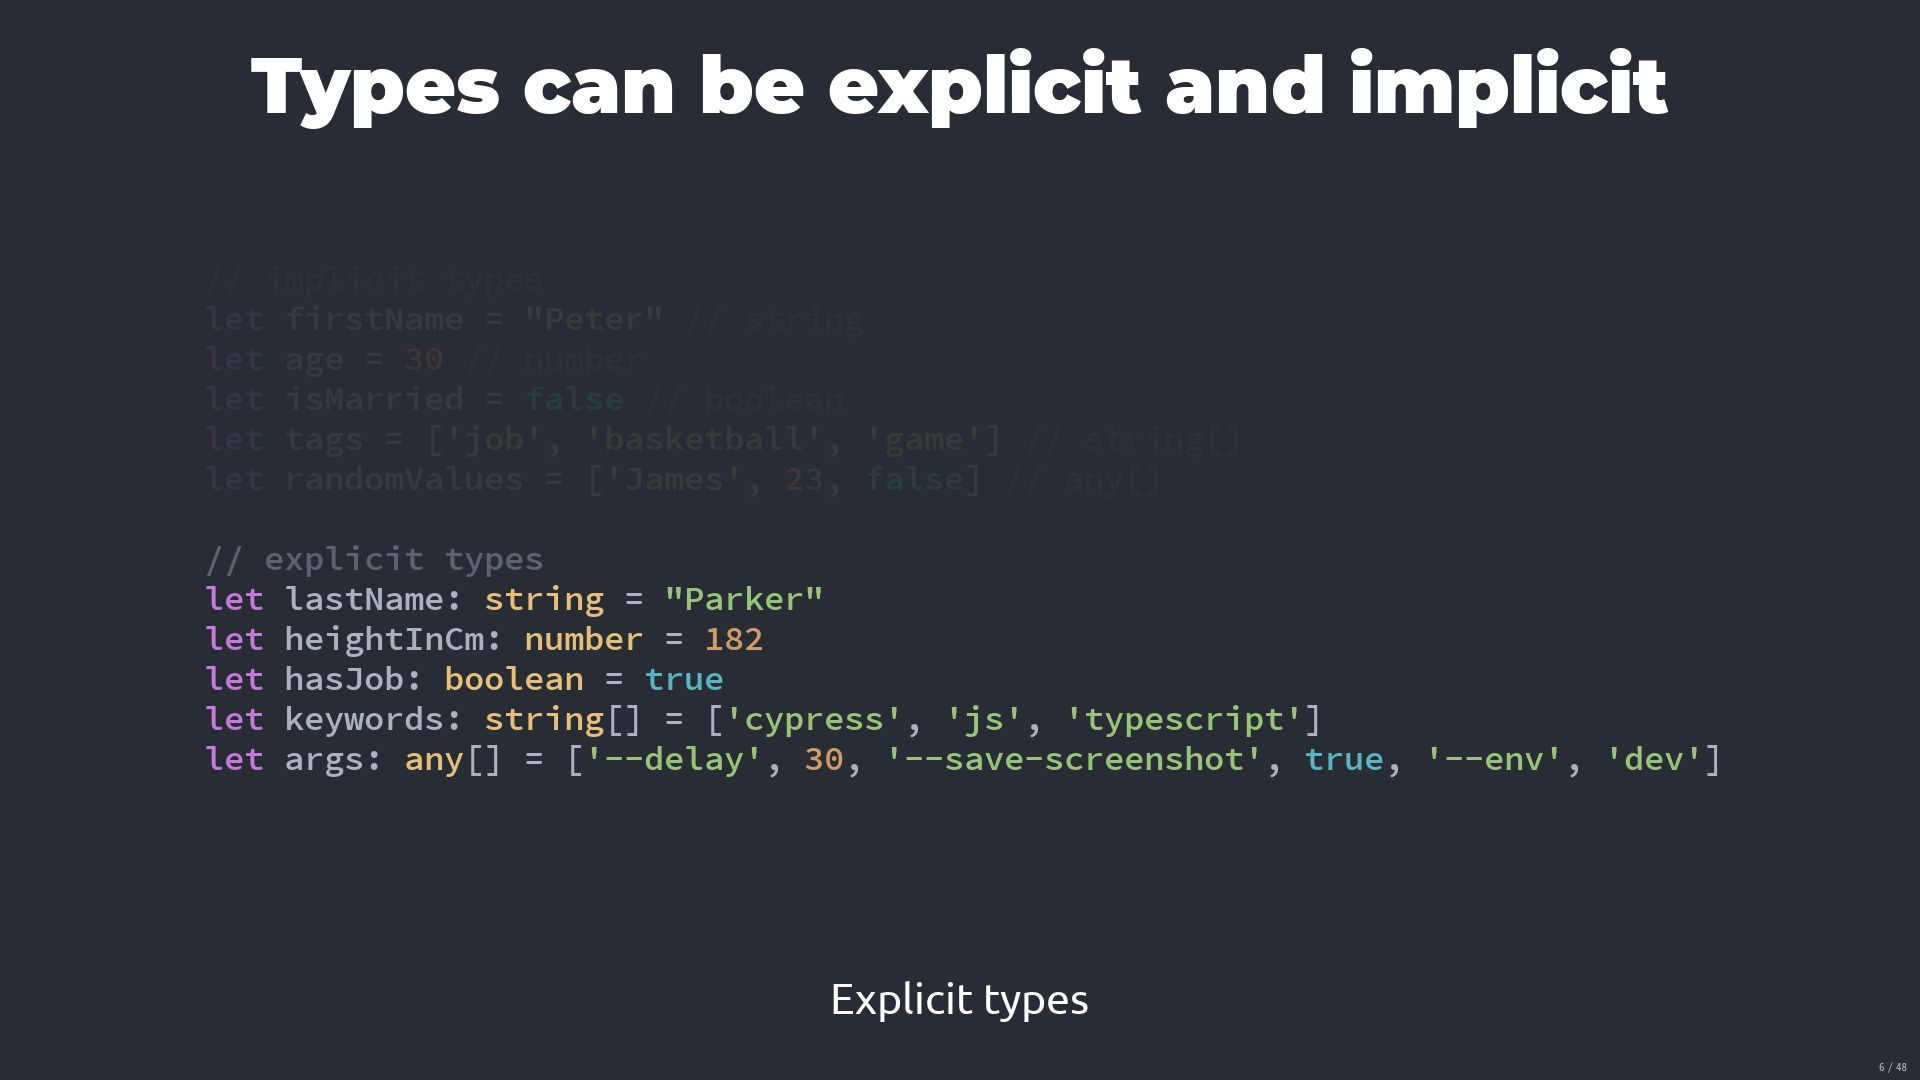 Types can be explicit and implicit
// implicit types
let firstName = "Peter" // string
let age = 30 // number
let isMarried = false // boolean
let tags = ['job', 'basketball', 'game'] // string[]
let randomValues = ['James', 23, false] // any[]
// explicit types
let lastName: string = "Parker"
let heightInCm: number = 182
let hasJob: boolean = true
let keywords: string[] = ['cypress', 'js', 'typescript']
let args: any[] = ['--delay', 30, '--save-screenshot', true, '--env', 'dev']
Explicit types
6 / 48